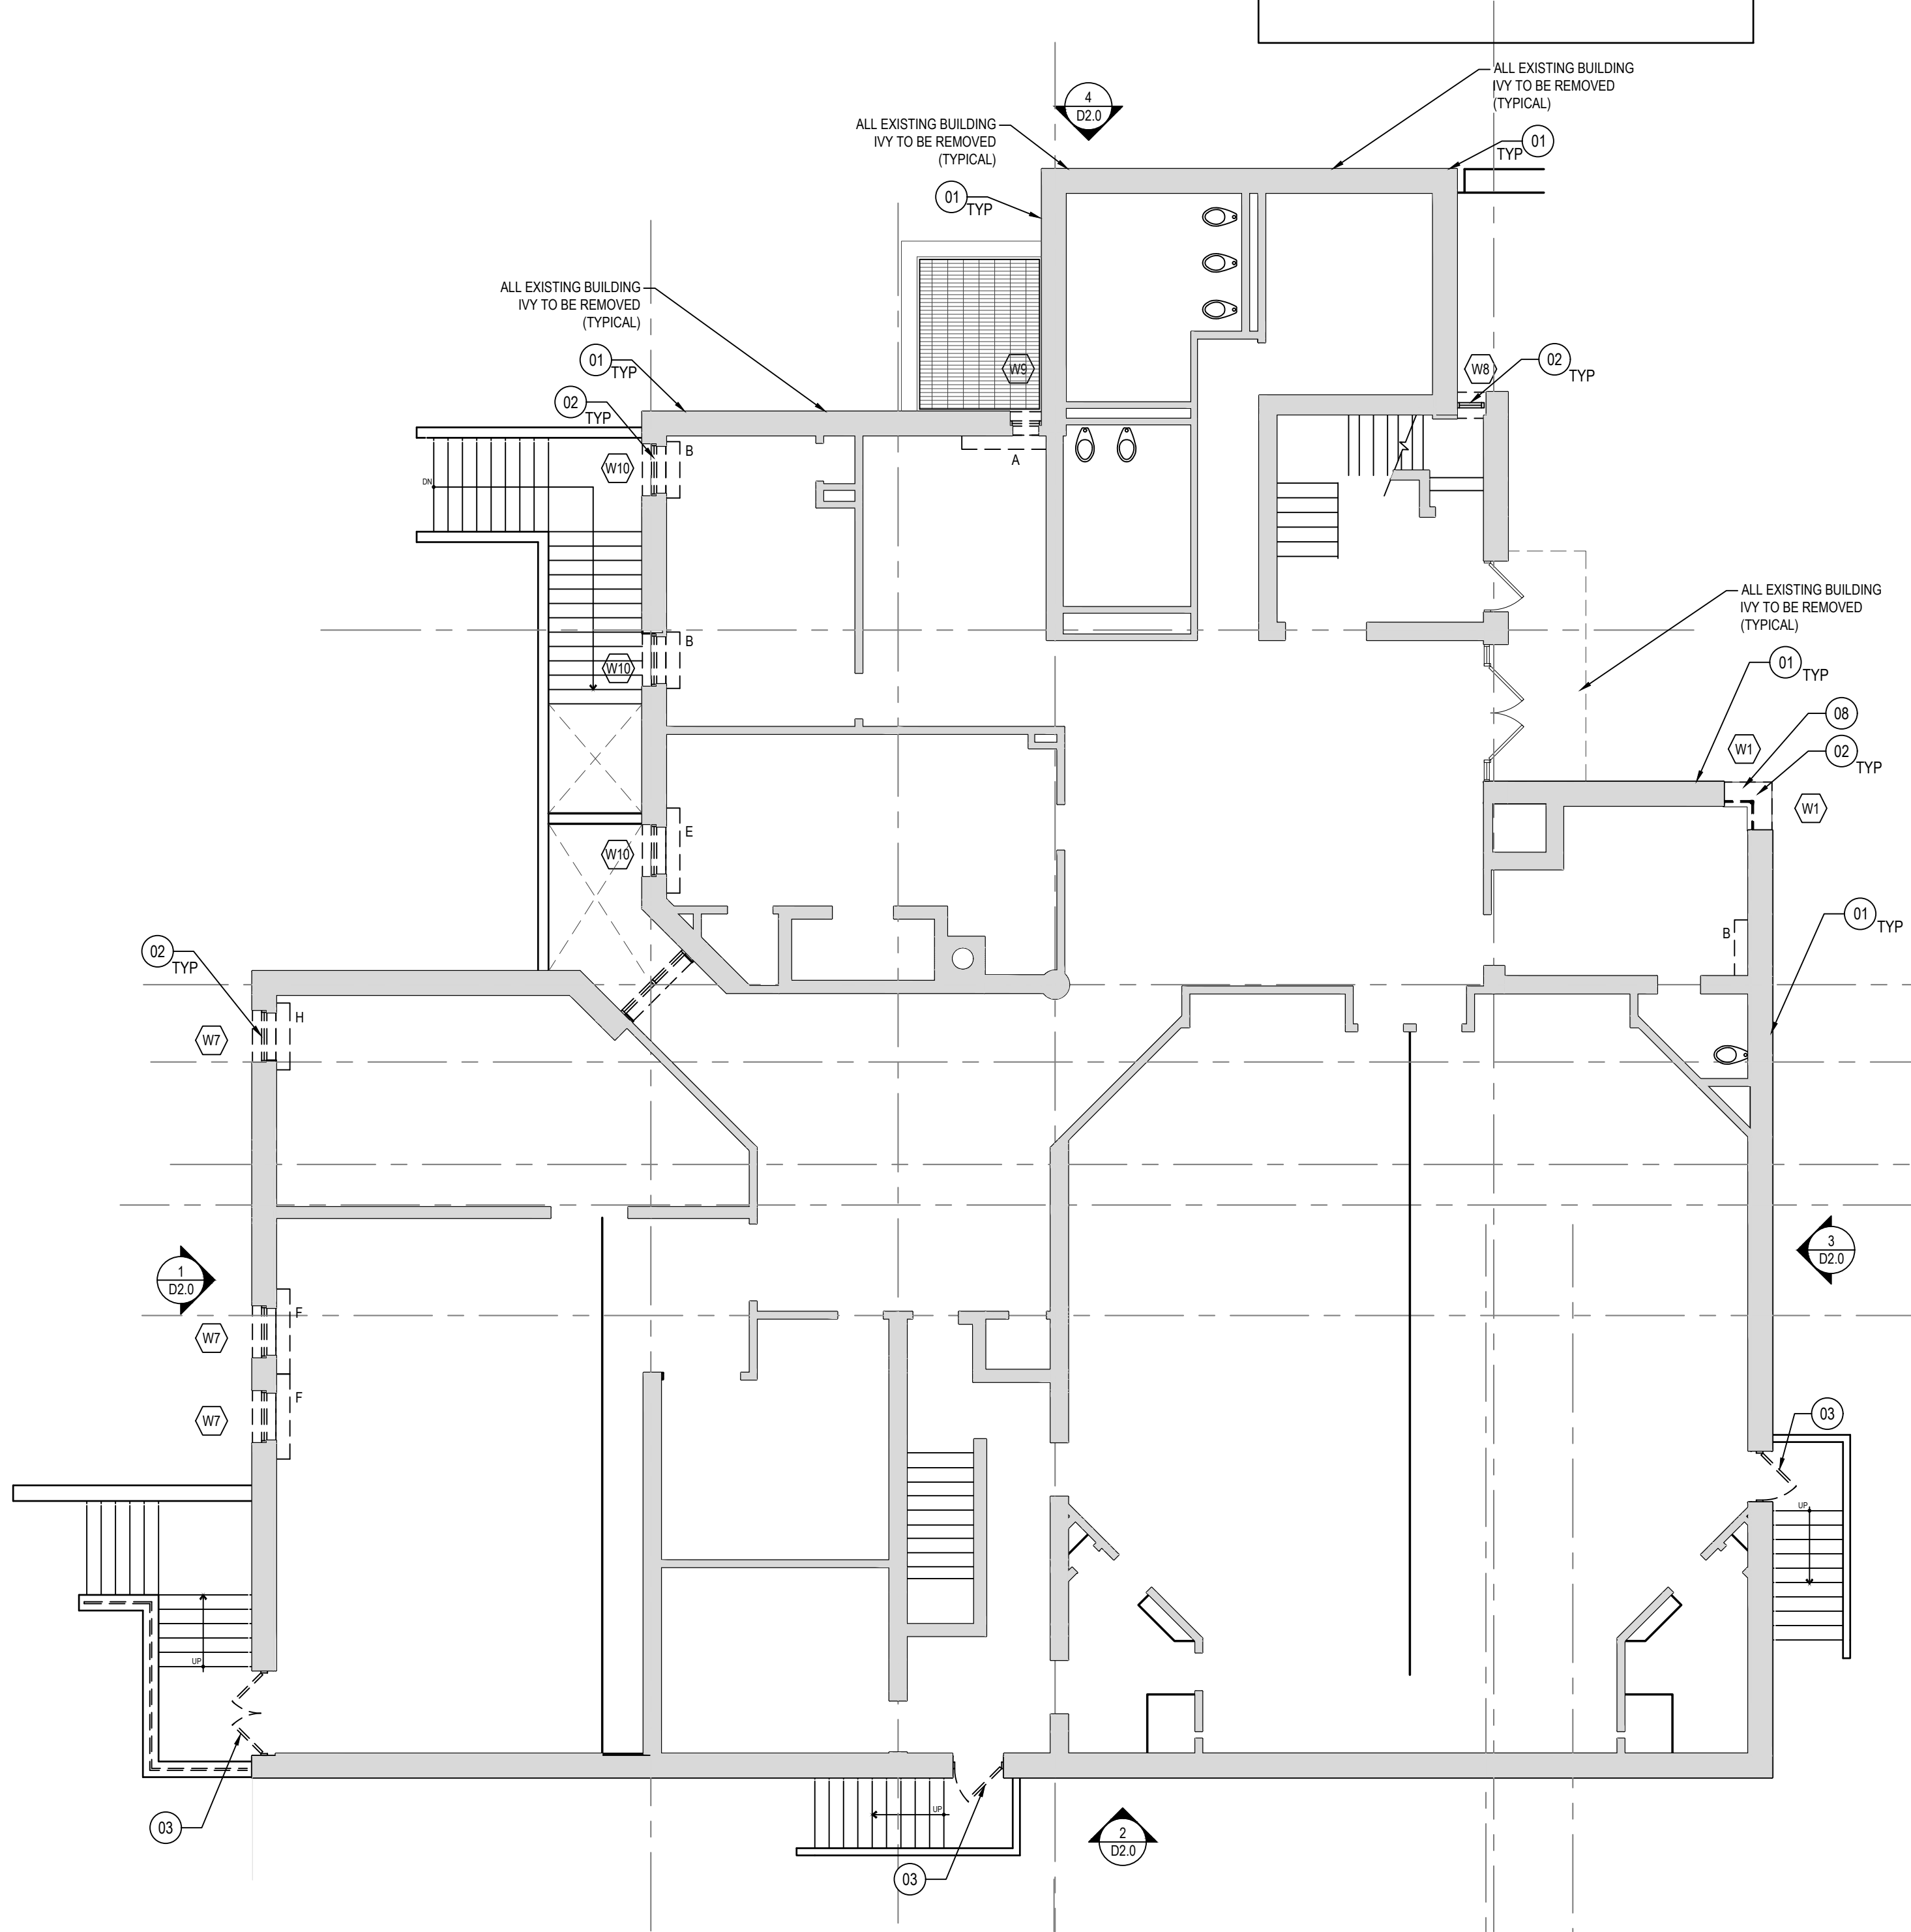 ALL EXISTING BUILDING
IVY TO BE REMOVED
(TYPICAL)
4
D2.0
ALL EXISTING BUILDING
IVY TO BE REMOVED
(TYPICAL)
01
TYP
01
TYP
ALL EXISTING BUILDING
IVY TO BE REMOVED
(TYPICAL)
01
TYP
W9
W8
02
TYP
02
TYP
B
A
W10
DN
ALL EXISTING BUILDING
IVY TO BE REMOVED
(TYPICAL)
B
W10
01
TYP
08
W1
02
TYP
W1
E
W10
01
TYP
B
02
TYP
H
W7
1
D2.0
3
D2.0
F
W7
F
W7
03
UP
UP
UP
03
2
D2.0
03